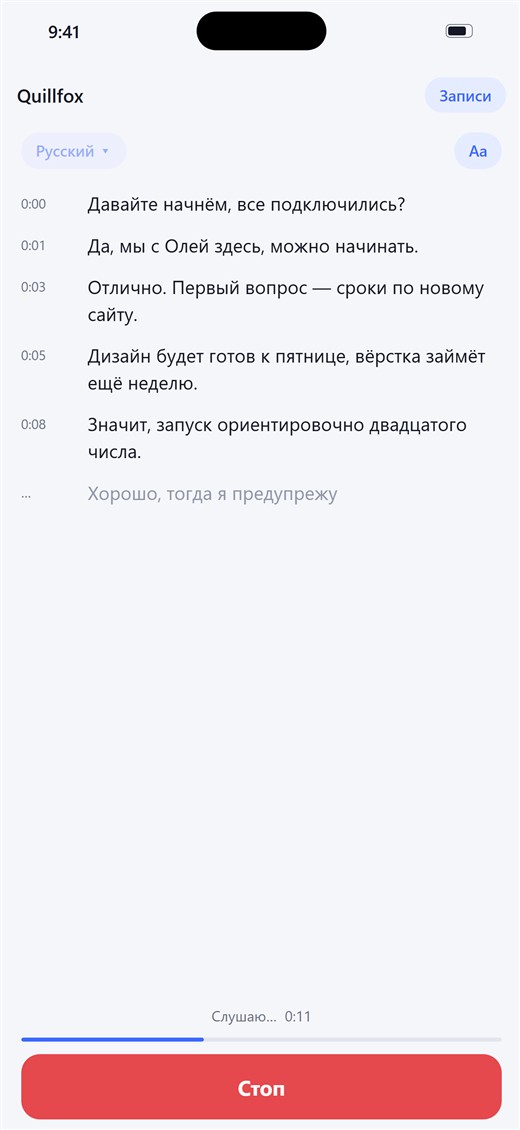 9:41
Quillfox
Записи
Русский
Aa
0:00 Давайте начнём, все подключились?
0:01 Да, мы с Олей здесь, можно начинать.
0:03 Отлично. Первый вопрос — сроки по новому
сайту.
0:05 Дизайн будет готов к пятнице, вёрстка займёт
ещё неделю.
0:08 Значит, запуск ориентировочно двадцатого
числа.
... Хорошо, тогда я предупрежу
Слушаю... 0:11
Стоп